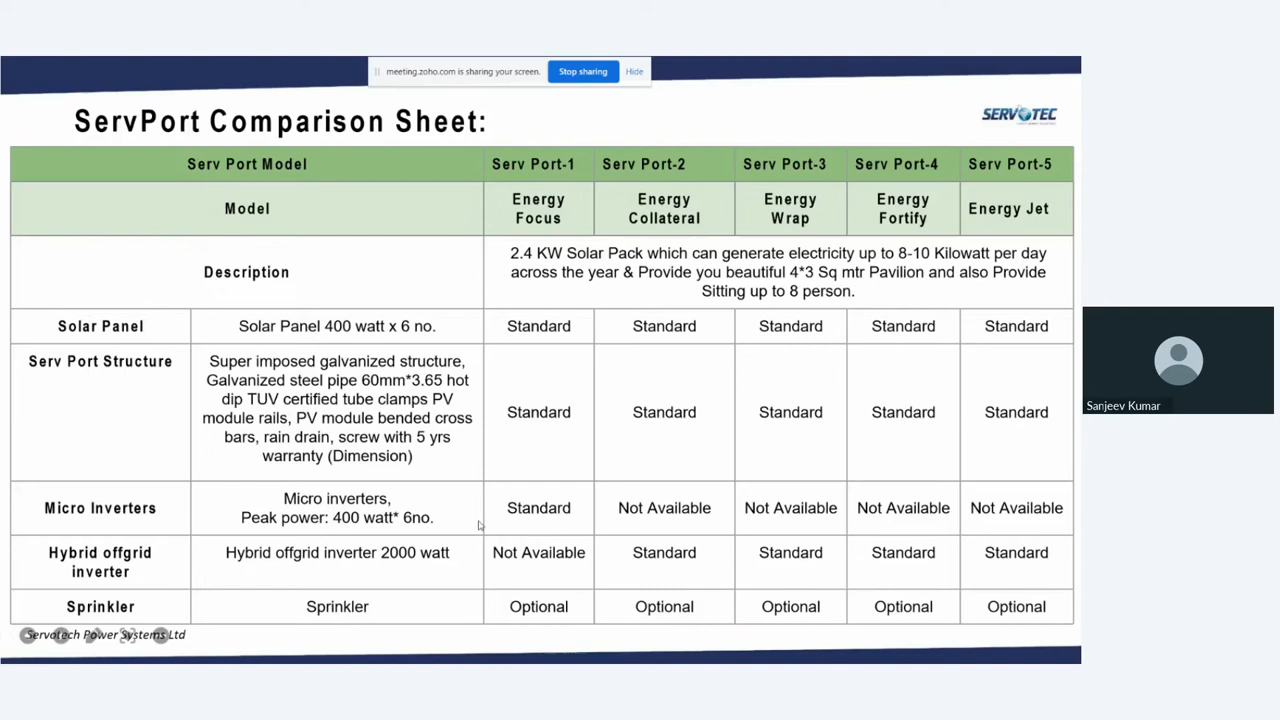 meeting.zoho.com is sharing your screen. Stop sharing Hide
ServPort Comparison Sheet:
SERVOTEC
Serv Port Model Serv Port-1 Serv Port-2 Serv Port-3 Serv Port-4 Serv Port-5
Model Energy Focus Energy Collateral Energy Wrap Energy Fortify Energy Jet
Description
2.4 KW Solar Pack which can generate electricity up to 8-10 Kilowatt per day
across the year & Provide you beautiful 4*3 Sq mtr Pavilion and also Provide
Sitting up to 8 person.
Solar Panel Solar Panel 400 watt x 6 no. Standard Standard Standard Standard Standard
Serv Port Structure
Super imposed galvanized structure,
Galvanized steel pipe 60mm*3.65 hot
dip TUV certified tube clamps PV
module rails, PV module bended cross
bars, rain drain, screw with 5 yrs
warranty (Dimension)
Standard Standard Standard Standard Standard
Micro Inverters
Micro inverters,
Peak power: 400 watt* 6no.
Standard Not Available Not Available Not Available Not Available
Hybrid offgrid
inverter
Hybrid offgrid inverter 2000 watt Not Available Standard Standard Standard Standard
Sprinkler Sprinkler Optional Optional Optional Optional Optional
Servotech Power Systems Ltd
Sanjeev Kumar